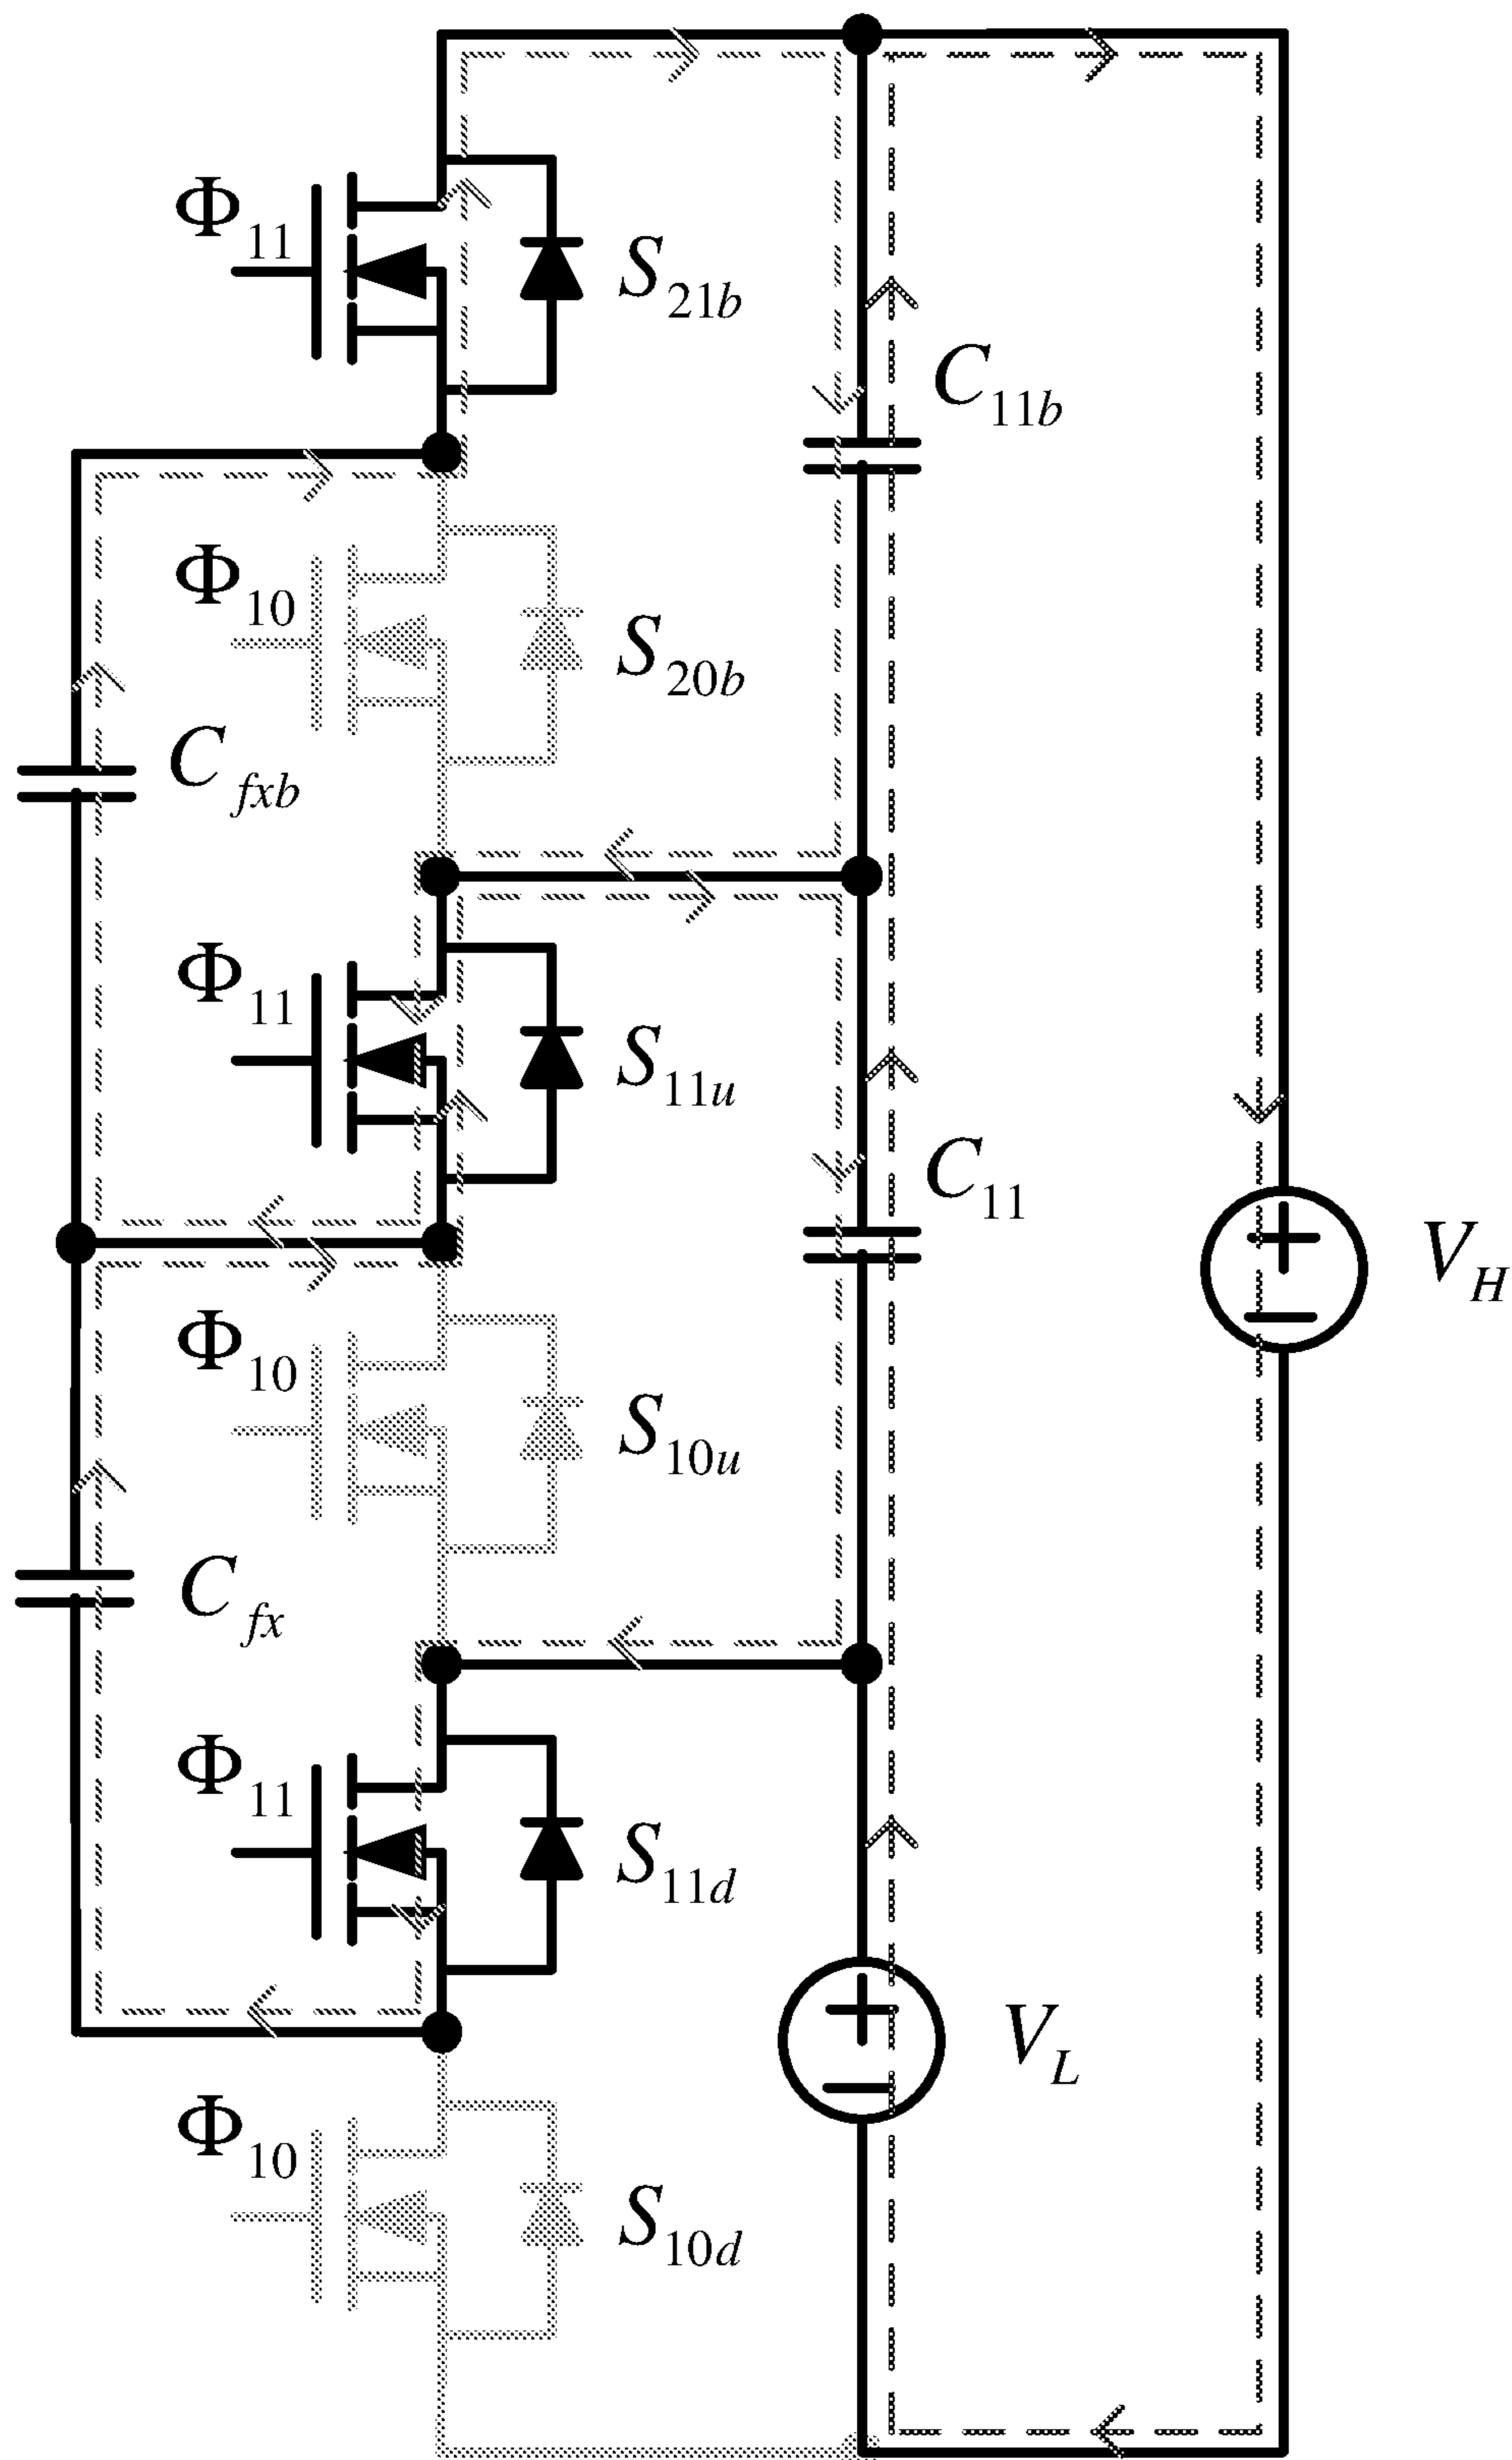 Φ11
S21b
C11b
Φ10
S20b
Cfxb
Φ11
S11u
C11
VH
Φ10
S10u
Cfx
Φ11
S11d
VL
Φ10
S10d